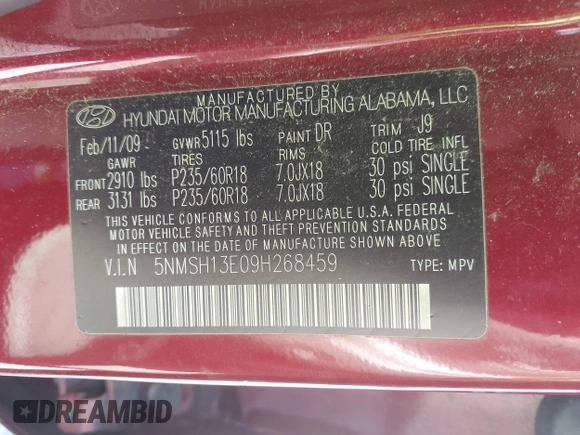 MANUFACTURED BY
HYUNDAI MOTOR MANUFACTURING ALABAMA, LLC
Feb/11/09 GVWR 5115 lbs PAINT DR TRIM J9
GAWR TIRES RIMS COLD TIRE INFL
FRONT 2910 lbs P235/60R18 7.0JX18 30 psi SINGLE
REAR 3131 lbs P235/60R18 7.0JX18 30 psi SINGLE
THIS VEHICLE CONFORMS TO ALL APPLICABLE U.S.A. FEDERAL
MOTOR VEHICLE SAFETY AND THEFT PREVENTION STANDARDS IN
EFFECT ON THE DATE OF MANUFACTURE SHOWN ABOVE.
V.I.N 5NMSH13E09H268459 TYPE: MPV
DREAMBID